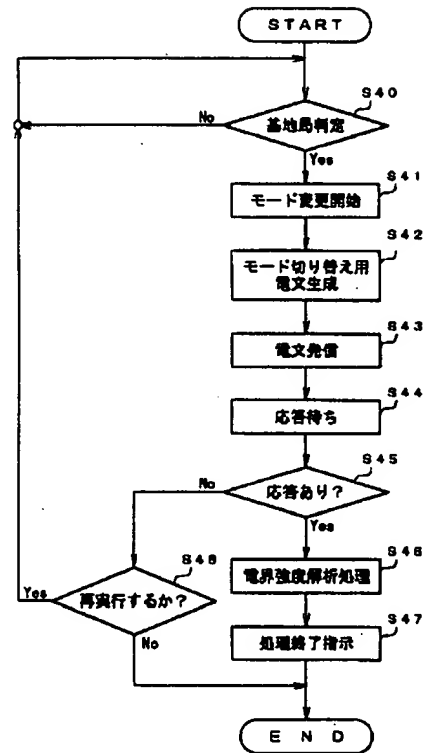 START
S40
基地局判定
No
Yes
S41
モード変更開始
S42
モード切り替え用
電文生成
S43
電文発信
S44
応答待ち
S45
応答あり?
No
Yes
S46
電界強度解析処理
S48
再実行するか?
Yes
No
S47
処理終了指示
END